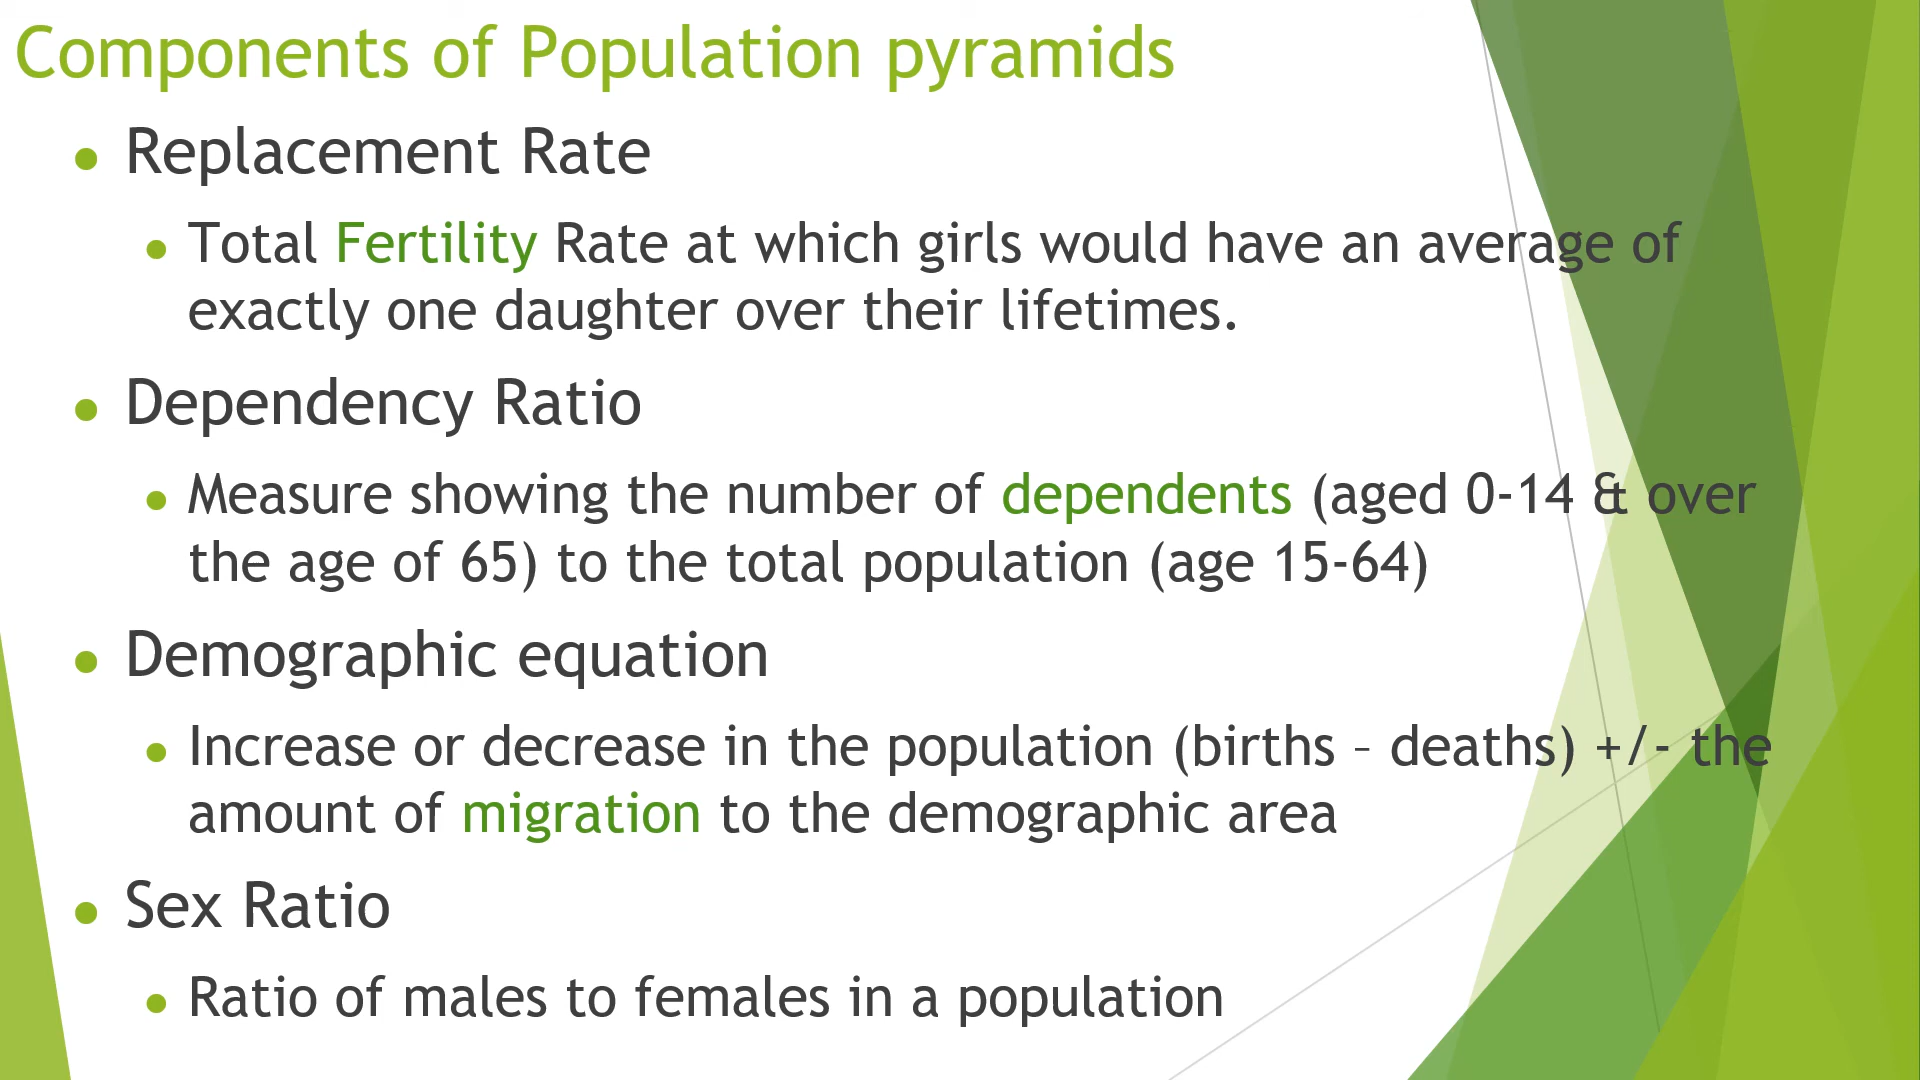 Components of Population pyramids
● Replacement Rate
● Total Fertility Rate at which girls would have an average of
exactly one daughter over their lifetimes.
● Dependency Ratio
● Measure showing the number of dependents (aged 0-14 & over
the age of 65) to the total population (age 15-64)
● Demographic equation
● Increase or decrease in the population (births – deaths) +/- the
amount of migration to the demographic area
● Sex Ratio
● Ratio of males to females in a population